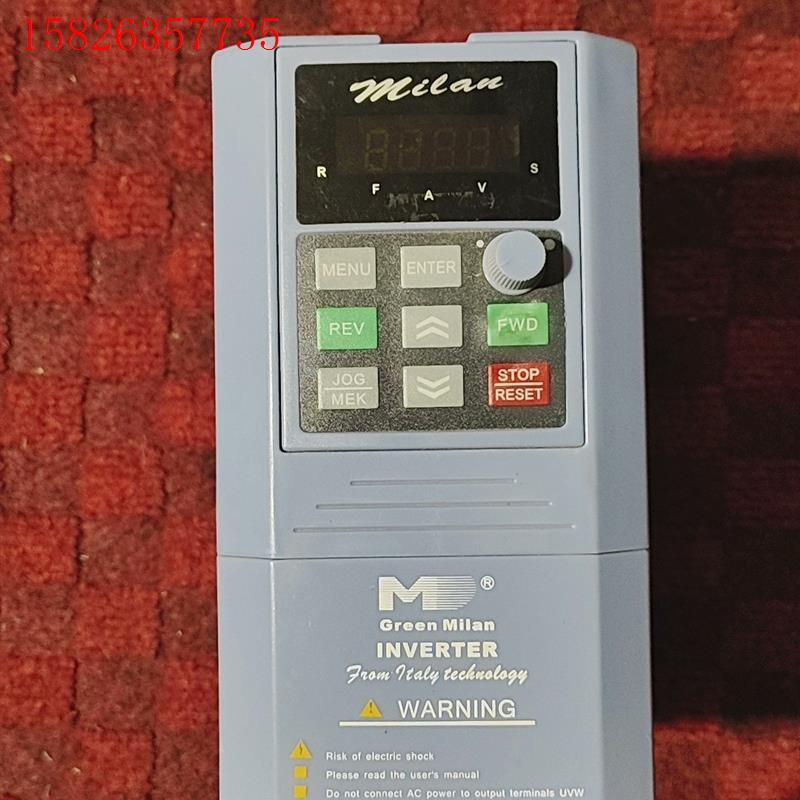 15826357735
Milan
R F A V S
MENU ENTER
REV FWD
JOG STOP
MEK RESET
M ®
Green Milan
INVERTER
From Italy technology
WARNING
Risk of electric shock
Please read the user's manual
Do not connect AC power to output terminals UVW